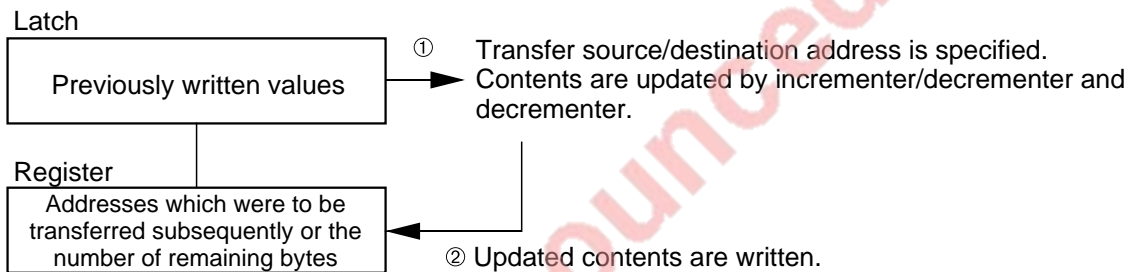 Latch
Previously written values
① Transfer source/destination address is specified.
Contents are updated by incrementer/decrementer and
decrementer.
Register
Addresses which were to be
transferred subsequently or the
number of remaining bytes
② Updated contents are written.
ounced